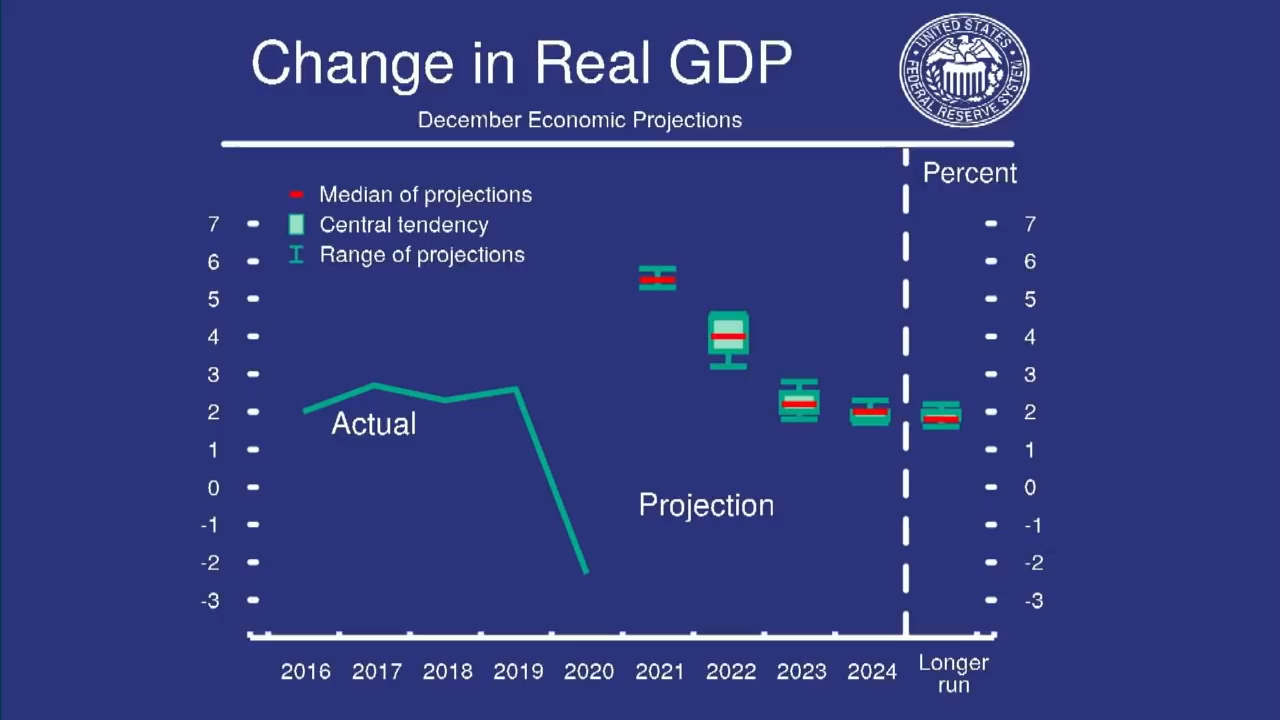 Change in Real GDP
December Economic Projections
UNITED STATES
FEDERAL RESERVE SYSTEM
Percent
Median of projections
Central tendency
Range of projections
7 7
6 6
5 5
4 4
3 3
2 2
1 1
0 0
-1 -1
-2 -2
-3 -3
Actual
Projection
2016 2017 2018 2019 2020 2021 2022 2023 2024 Longer
run